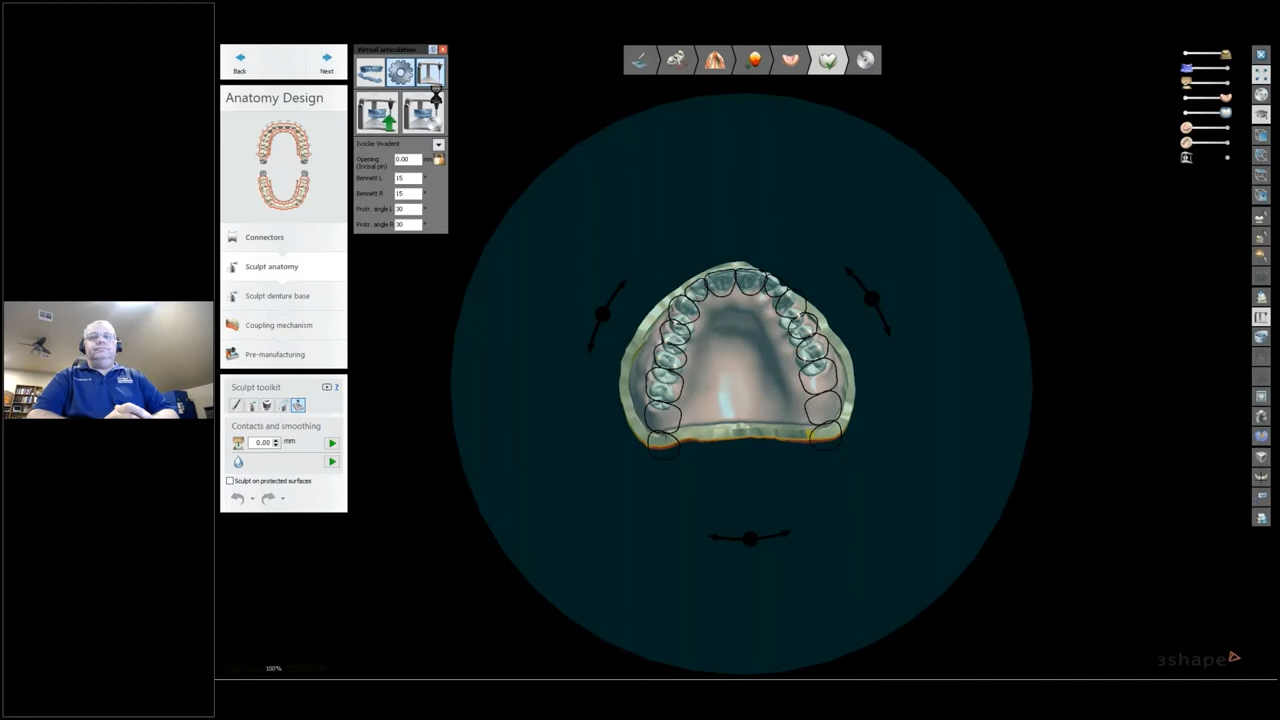 Virtual articulation
Back
Next
Anatomy Design
Ivoclar Vivadent
Opening
(Incisal pin)
0.00
mm
Bennett L
15
°
Bennett R
15
°
Protr. angle L
30
°
Protr. angle R
30
°
Connectors
Sculpt anatomy
Sculpt denture base
Coupling mechanism
Pre-manufacturing
Sculpt toolkit
?
Contacts and smoothing
0.00
mm
Sculpt on protected surfaces
100%
3shape